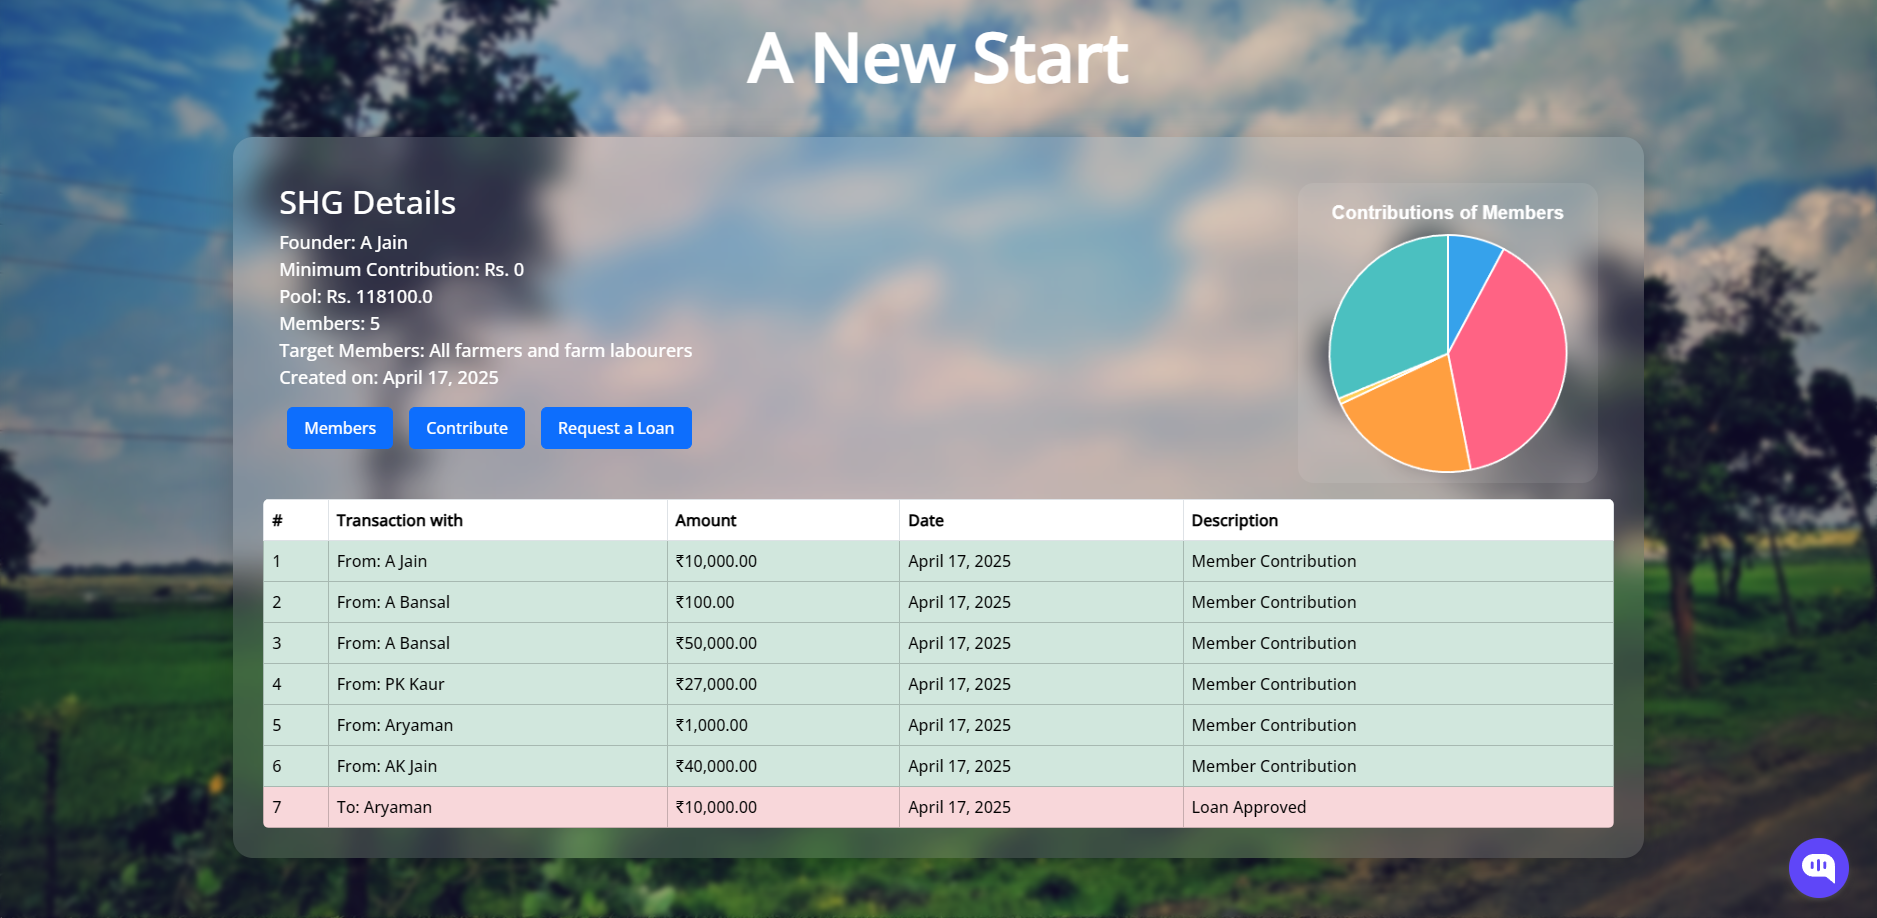 A New Start
SHG Details
Founder: A Jain
Minimum Contribution: Rs. 0
Pool: Rs. 118100.0
Members: 5
Target Members: All farmers and farm labourers
Created on: April 17, 2025
Members Contribute Request a Loan
Contributions of Members
# Transaction with Amount Date Description
1 From: A Jain ₹10,000.00 April 17, 2025 Member Contribution
2 From: A Bansal ₹100.00 April 17, 2025 Member Contribution
3 From: A Bansal ₹50,000.00 April 17, 2025 Member Contribution
4 From: PK Kaur ₹27,000.00 April 17, 2025 Member Contribution
5 From: Aryaman ₹1,000.00 April 17, 2025 Member Contribution
6 From: AK Jain ₹40,000.00 April 17, 2025 Member Contribution
7 To: Aryaman ₹10,000.00 April 17, 2025 Loan Approved